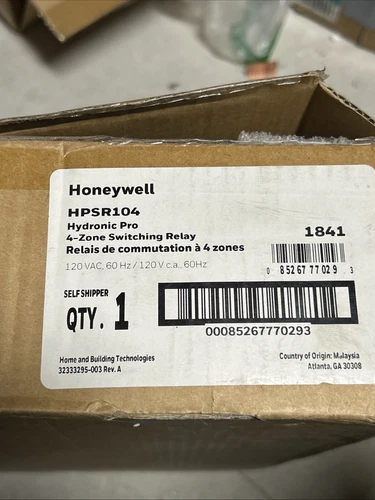 Honeywell
HPSR104
Hydronic Pro
4-Zone Switching Relay
Relais de commutation à 4 zones
120 VAC, 60 Hz / 120 V c.a., 60Hz
1841
0 85267 77029 3
SELF SHIPPER
QTY. 1
00085267770293
Home and Building Technologies
32333295-003 Rev. A
Country of Origin: Malaysia
Atlanta, GA 30308